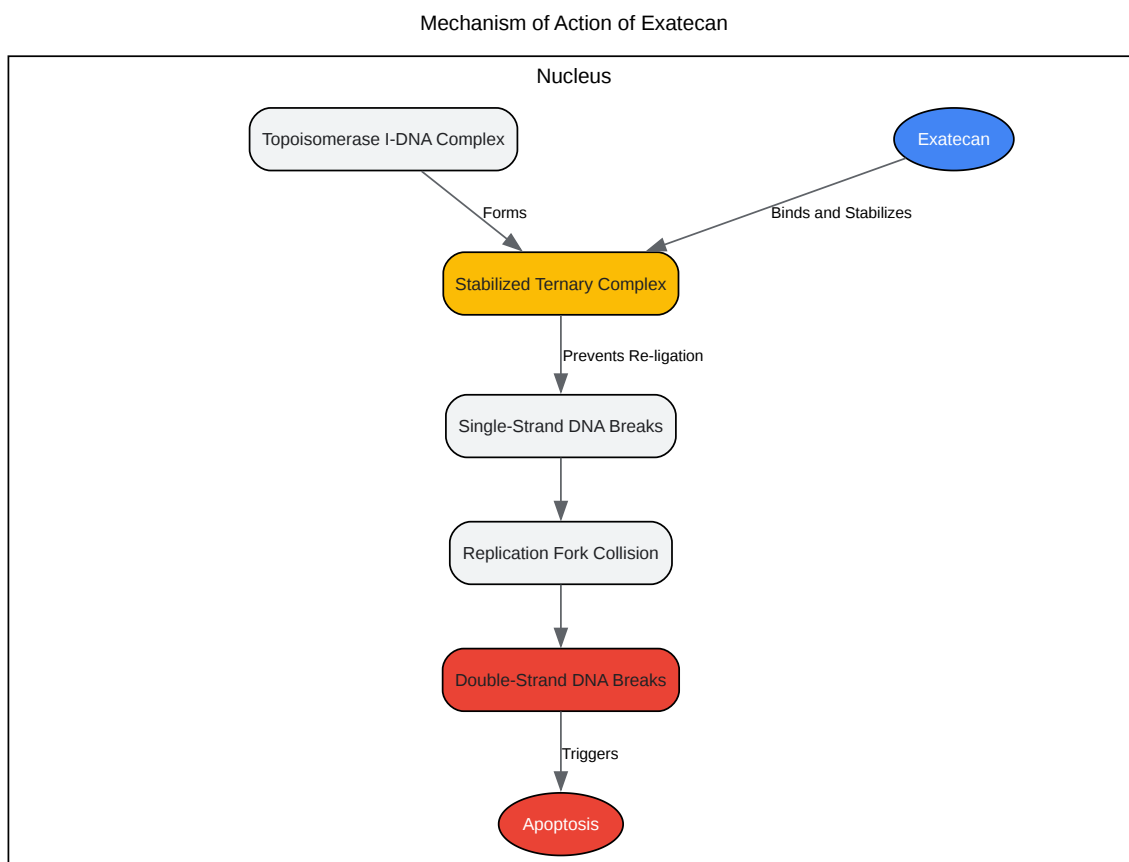 Mechanism of Action of Exatecan
Nucleus
Topoisomerase I-DNA Complex
Exatecan
Forms
Binds and Stabilizes
Stabilized Ternary Complex
Prevents Re-ligation
Single-Strand DNA Breaks
Replication Fork Collision
Double-Strand DNA Breaks
Triggers
Apoptosis